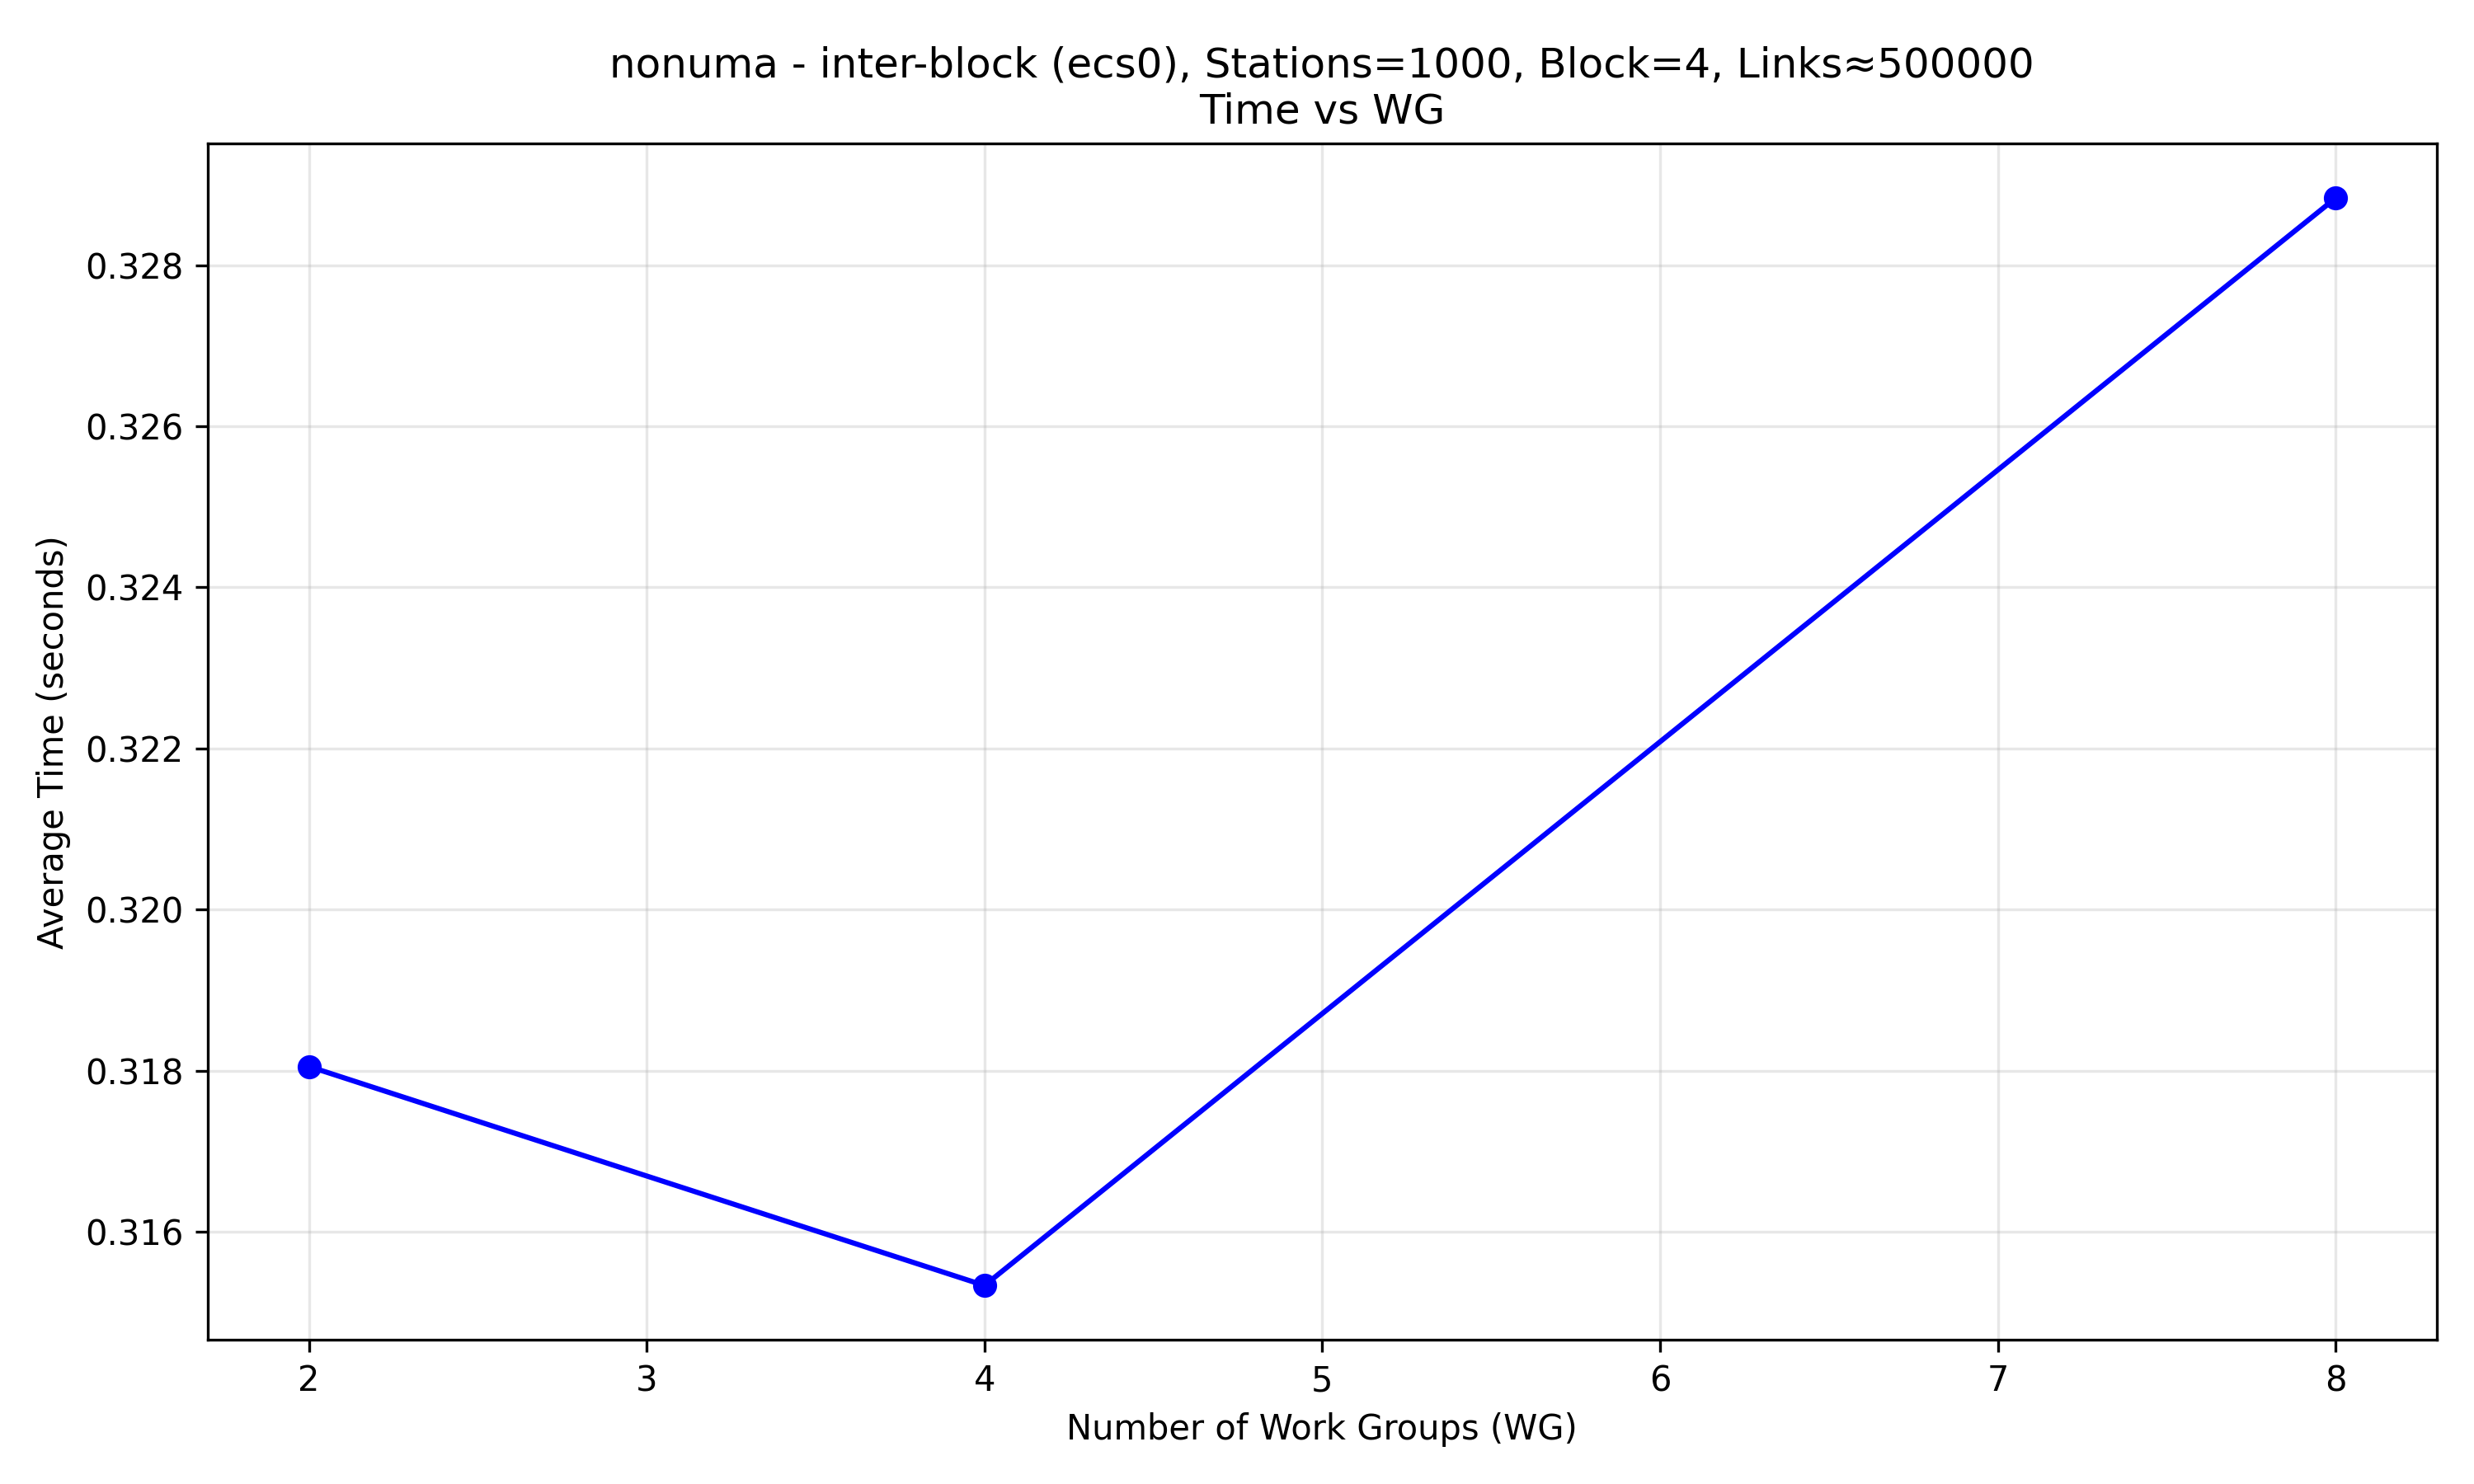 nonuma - inter-block (ecs0), Stations=1000, Block=4, Links≈500000
Time vs WG
0.328
0.326
0.324
0.322
0.320
0.318
0.316
Average Time (seconds)
2 3 4 5 6 7 8
Number of Work Groups (WG)